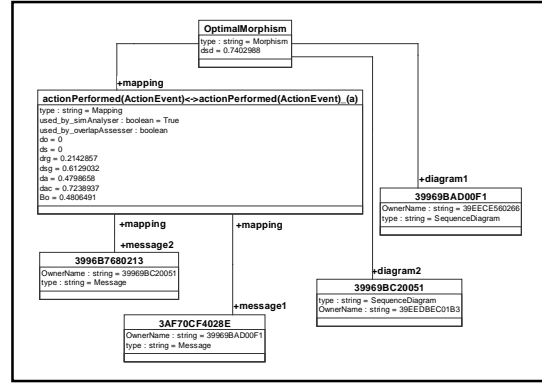 OptimalMorphism
type : string = Morphism
dsd = 0.7402988
+mapping
actionPerformed(ActionEvent)<->actionPerformed(ActionEvent)_(a)
type : string = Mapping
used_by_simAnalyser : boolean = True
used_by_overlapAssesser : boolean
do = 0
ds = 0
drg = 0.2142857
dsg = 0.6129032
da = 0.4798658
dac = 0.7238937
Bo = 0.4806491
+diagram1
39969BAD00F1
OwnerName : string = 39EECE560266
type : string = SequenceDiagram
+mapping
+mapping
+message2
3996B7680213
OwnerName : string = 39969BC20051
type : string = Message
+diagram2
39969BC20051
type : string = SequenceDiagram
OwnerName : string = 39EEDBEC01B3
+message1
3AF70CF4028E
OwnerName : string = 39969BAD00F1
type : string = Message